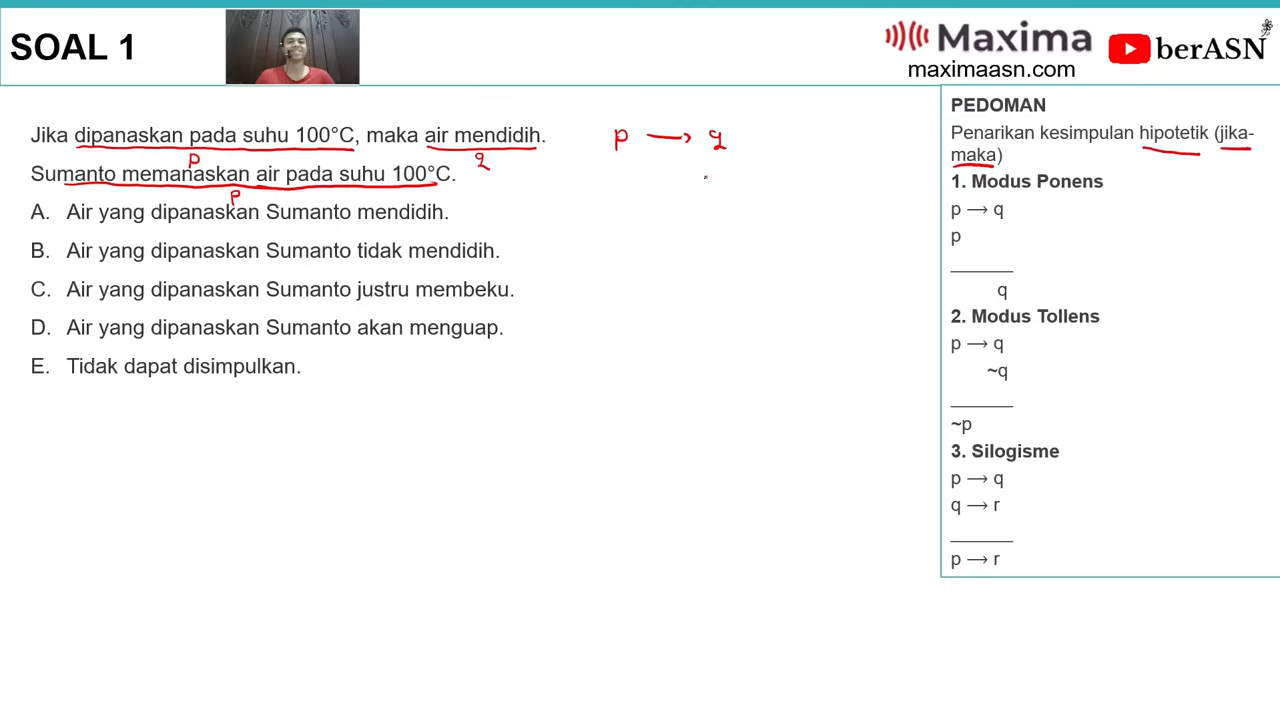 SOAL 1
Maxima
berASN
maximaasn.com
Jika dipanaskan pada suhu 100°C, maka air mendidih.
p → q
p
q
Sumanto memanaskan air pada suhu 100°C.
p
A. Air yang dipanaskan Sumanto mendidih.
B. Air yang dipanaskan Sumanto tidak mendidih.
C. Air yang dipanaskan Sumanto justru membeku.
D. Air yang dipanaskan Sumanto akan menguap.
E. Tidak dapat disimpulkan.
PEDOMAN
Penarikan kesimpulan hipotetik (jika-
maka)
1. Modus Ponens
p → q
p
q
2. Modus Tollens
p → q
~q
~p
3. Silogisme
p → q
q → r
p → r